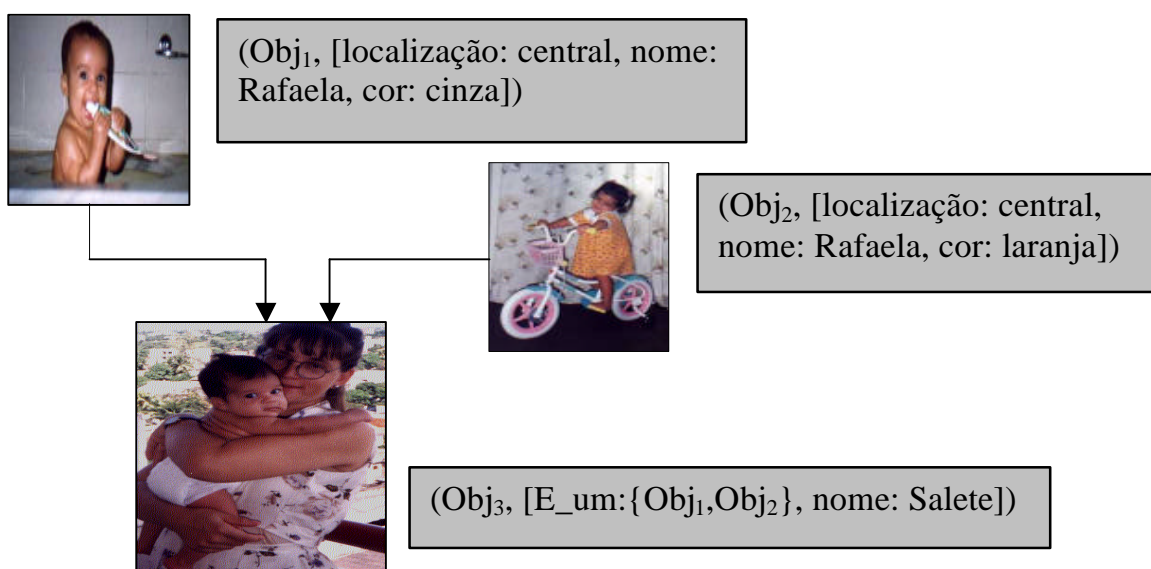 (Obj₁, [localização: central, nome:
Rafaela, cor: cinza])
(Obj₂, [localização: central,
nome: Rafaela, cor: laranja])
(Obj₃, [E_um:{Obj₁,Obj₂}, nome: Salete])